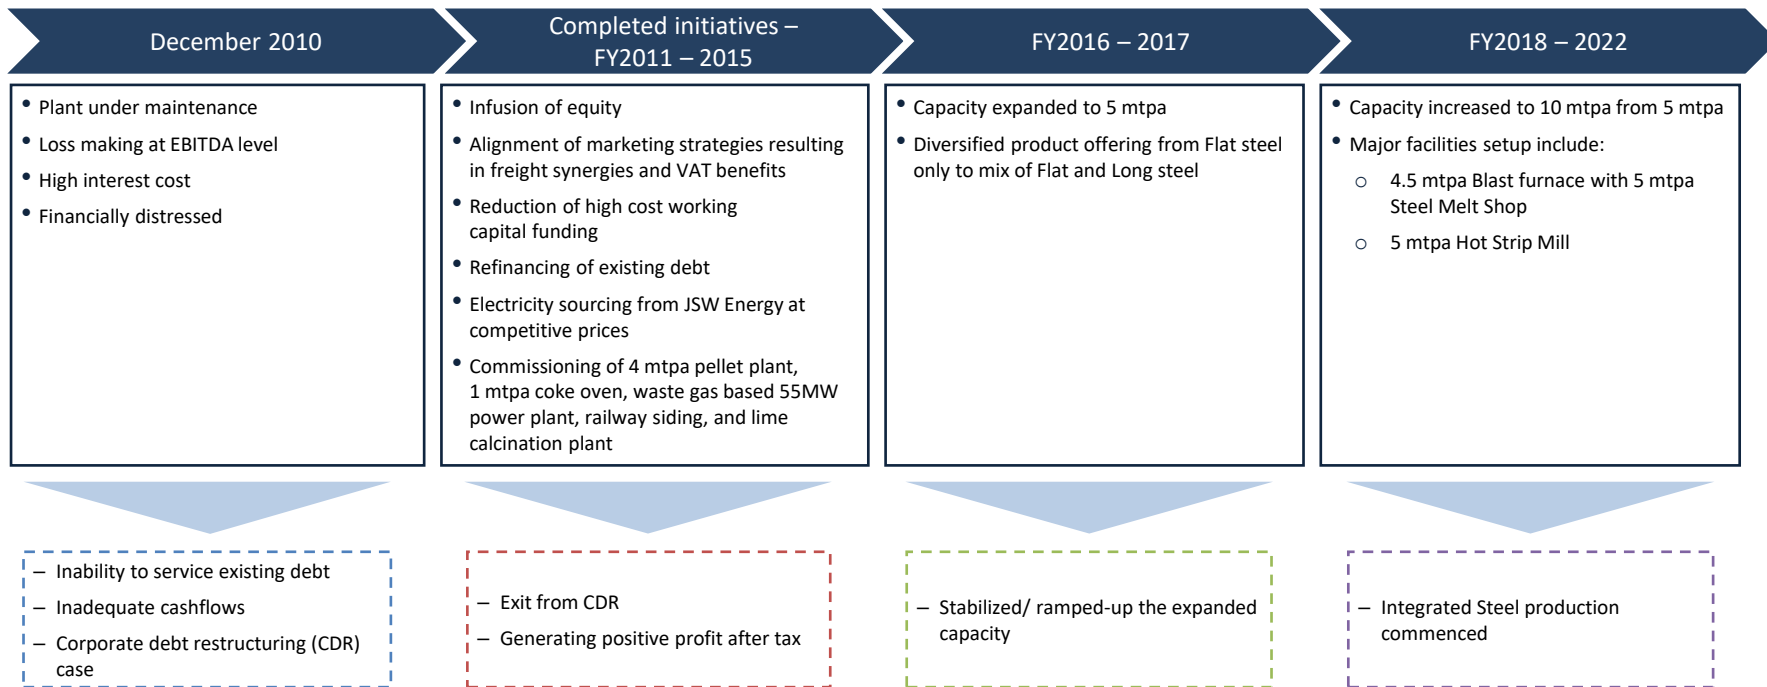 December 2010
Completed initiatives –
FY2011 – 2015
FY2016 – 2017
FY2018 – 2022
• Plant under maintenance
• Loss making at EBITDA level
• High interest cost
• Financially distressed
• Infusion of equity
• Alignment of marketing strategies resulting
in freight synergies and VAT benefits
• Reduction of high cost working
capital funding
• Refinancing of existing debt
• Electricity sourcing from JSW Energy at
competitive prices
• Commissioning of 4 mtpa pellet plant,
1 mtpa coke oven, waste gas based 55MW
power plant, railway siding, and lime
calcination plant
• Capacity expanded to 5 mtpa
• Diversified product offering from Flat steel
only to mix of Flat and Long steel
• Capacity increased to 10 mtpa from 5 mtpa
• Major facilities setup include:
o 4.5 mtpa Blast furnace with 5 mtpa
Steel Melt Shop
o 5 mtpa Hot Strip Mill
– Inability to service existing debt
– Inadequate cashflows
– Corporate debt restructuring (CDR)
case
– Exit from CDR
– Generating positive profit after tax
– Stabilized/ ramped-up the expanded
capacity
– Integrated Steel production
commenced